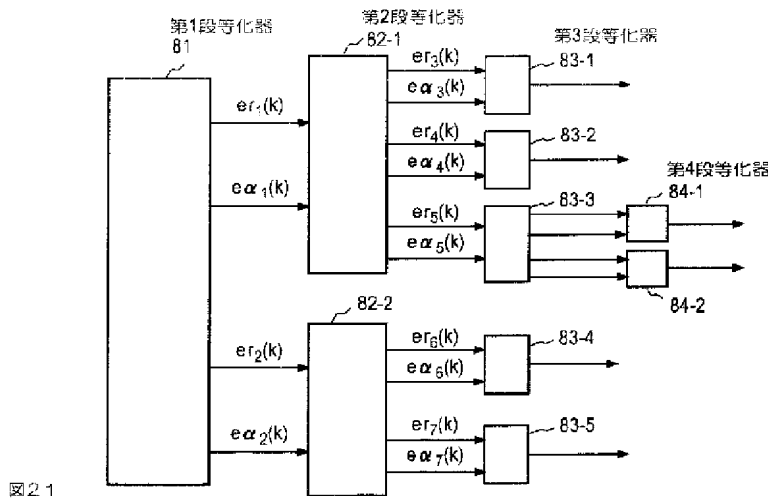 第1段等化器
81
第2段等化器
82-1
第3段等化器
83-1
er₃(k)
eα₃(k)
er₁(k)
er₄(k)
eα₄(k)
83-2
eα₁(k)
第4段等化器
84-1
er₅(k)
eα₅(k)
83-3
84-2
82-2
er₂(k)
er₆(k)
eα₆(k)
83-4
eα₂(k)
er₇(k)
eα₇(k)
83-5
図21